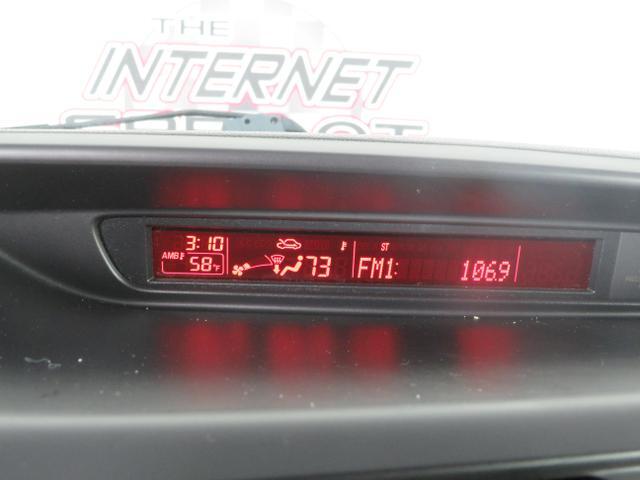 THE
INTERNET
3:10
ST
AMB 58°F
73
FM1: 106.9